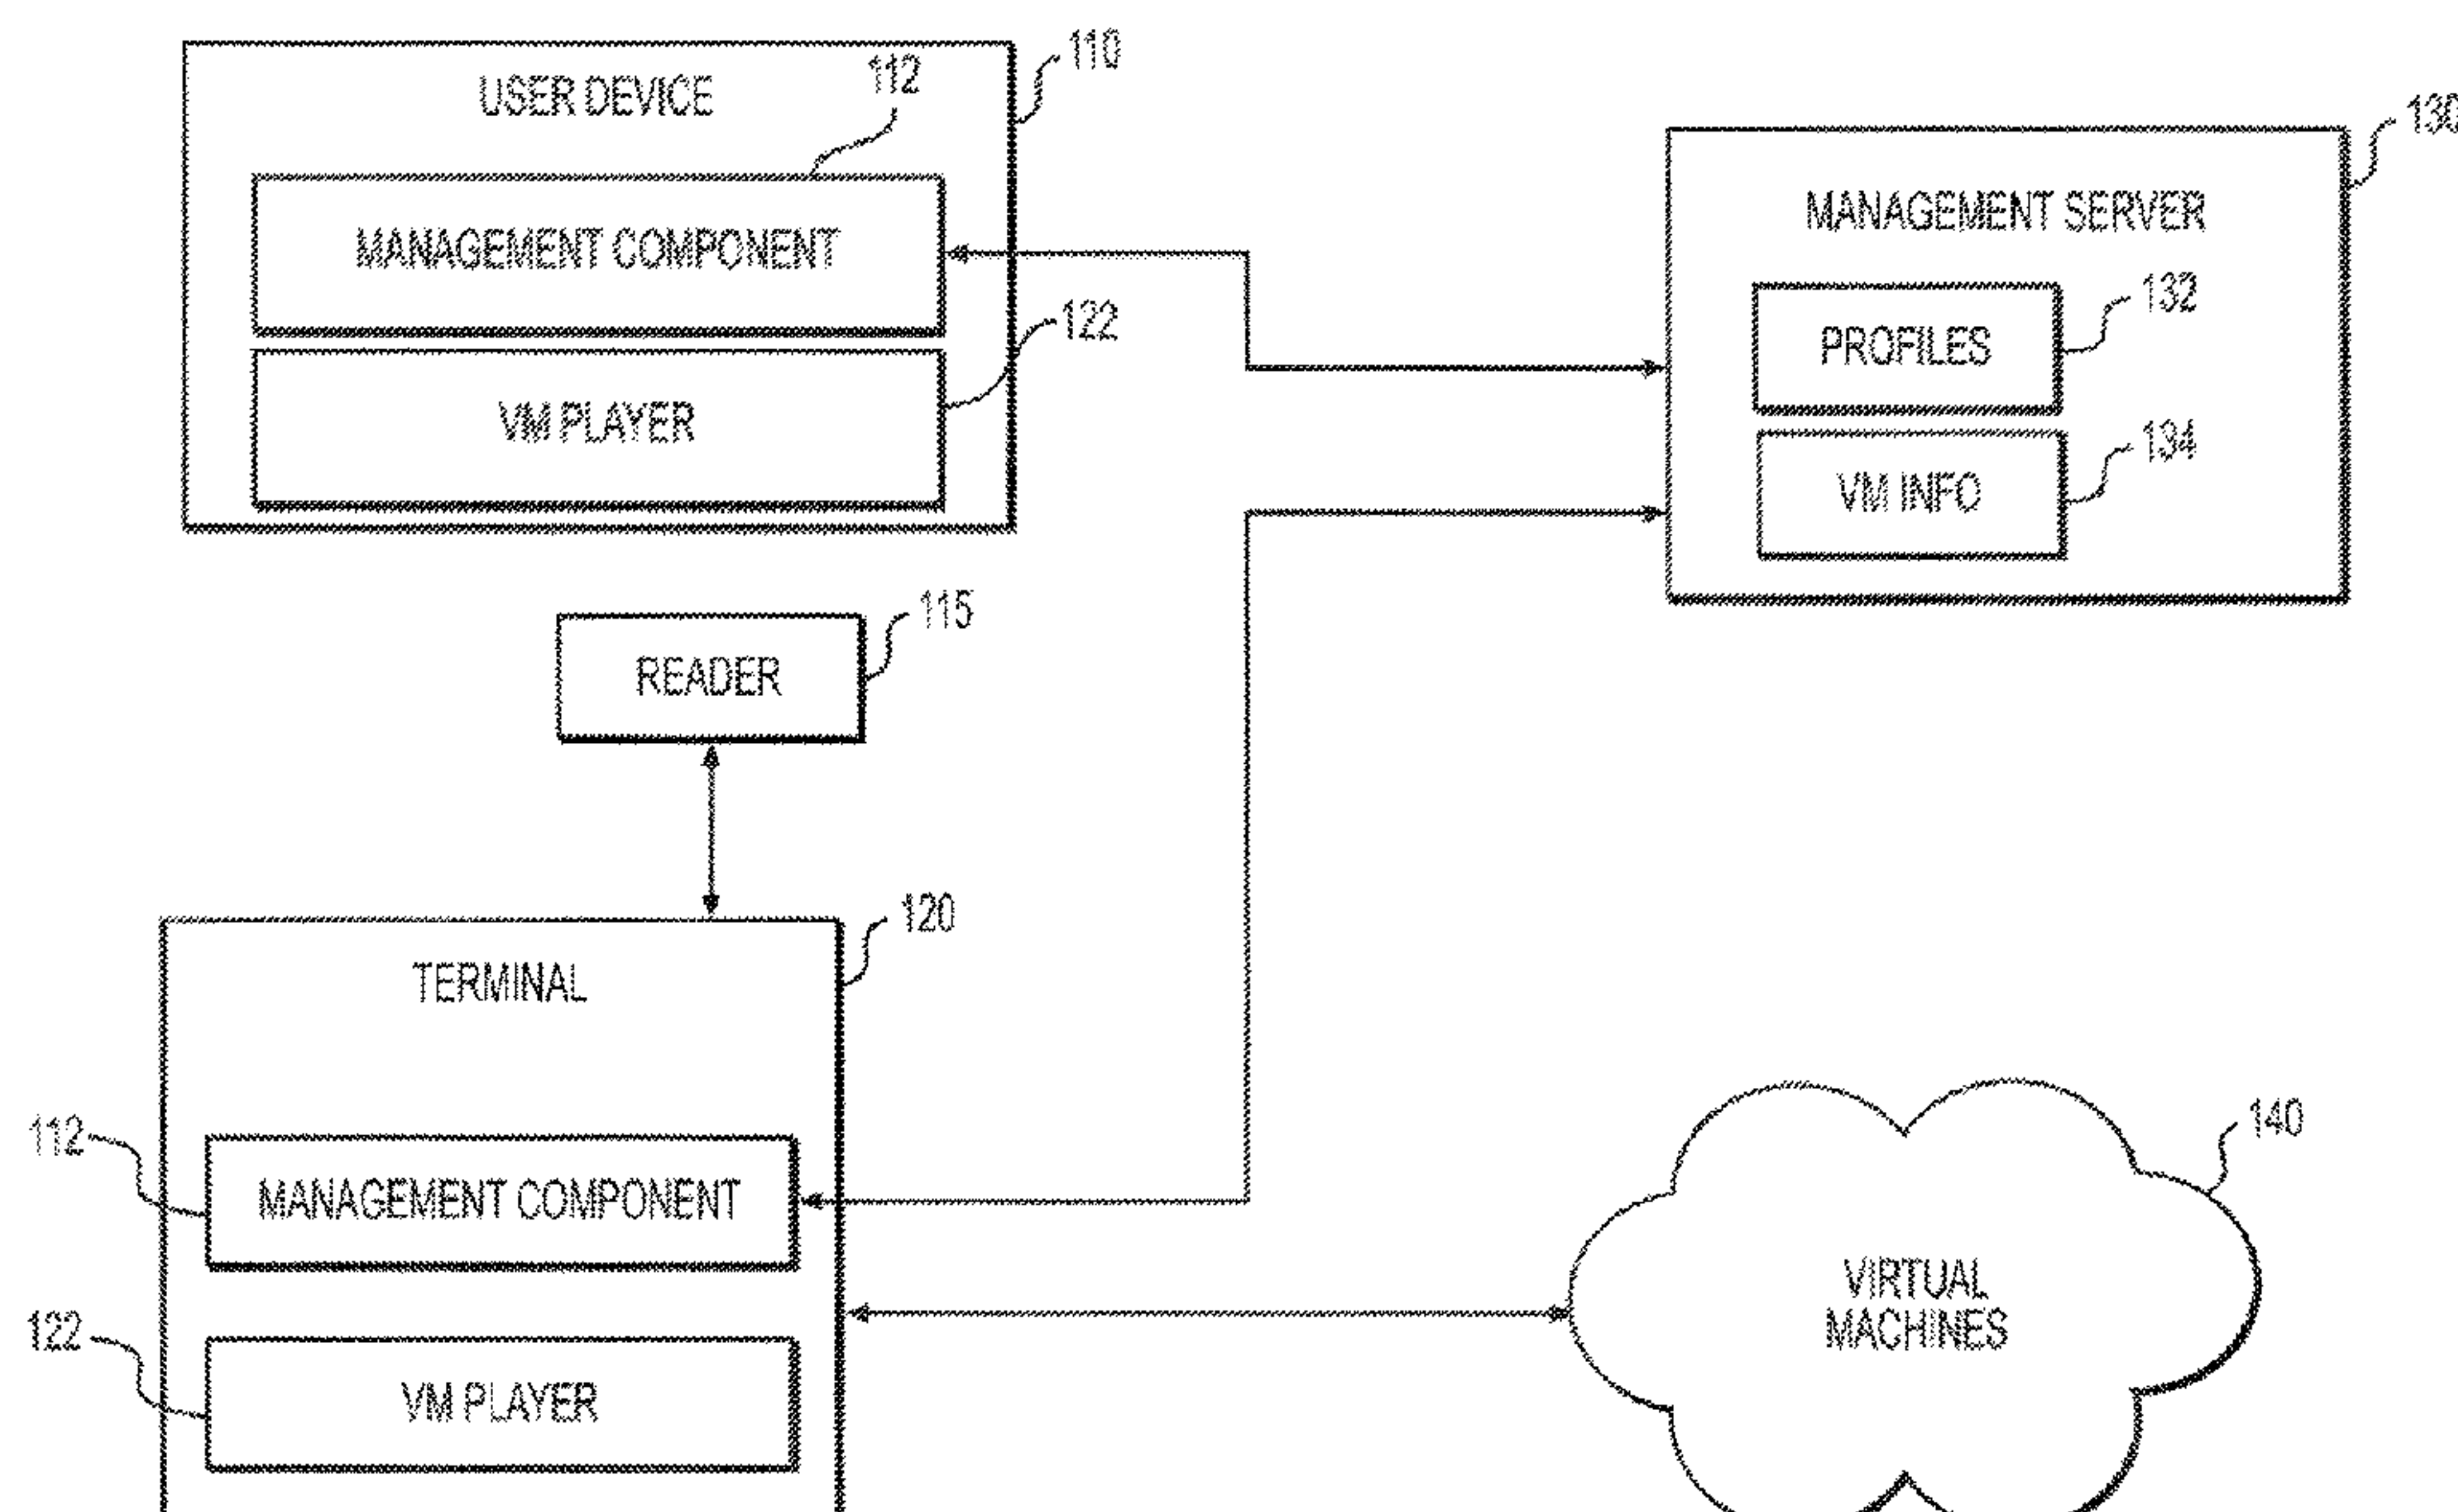 110
USER DEVICE
112
130
MANAGEMENT SERVER
MANAGEMENT COMPONENT
132
122
PROFILES
VM PLAYER
134
VM INFO
115
READER
120
TERMINAL
112
140
MANAGEMENT COMPONENT
VIRTUAL
MACHINES
122
VM PLAYER